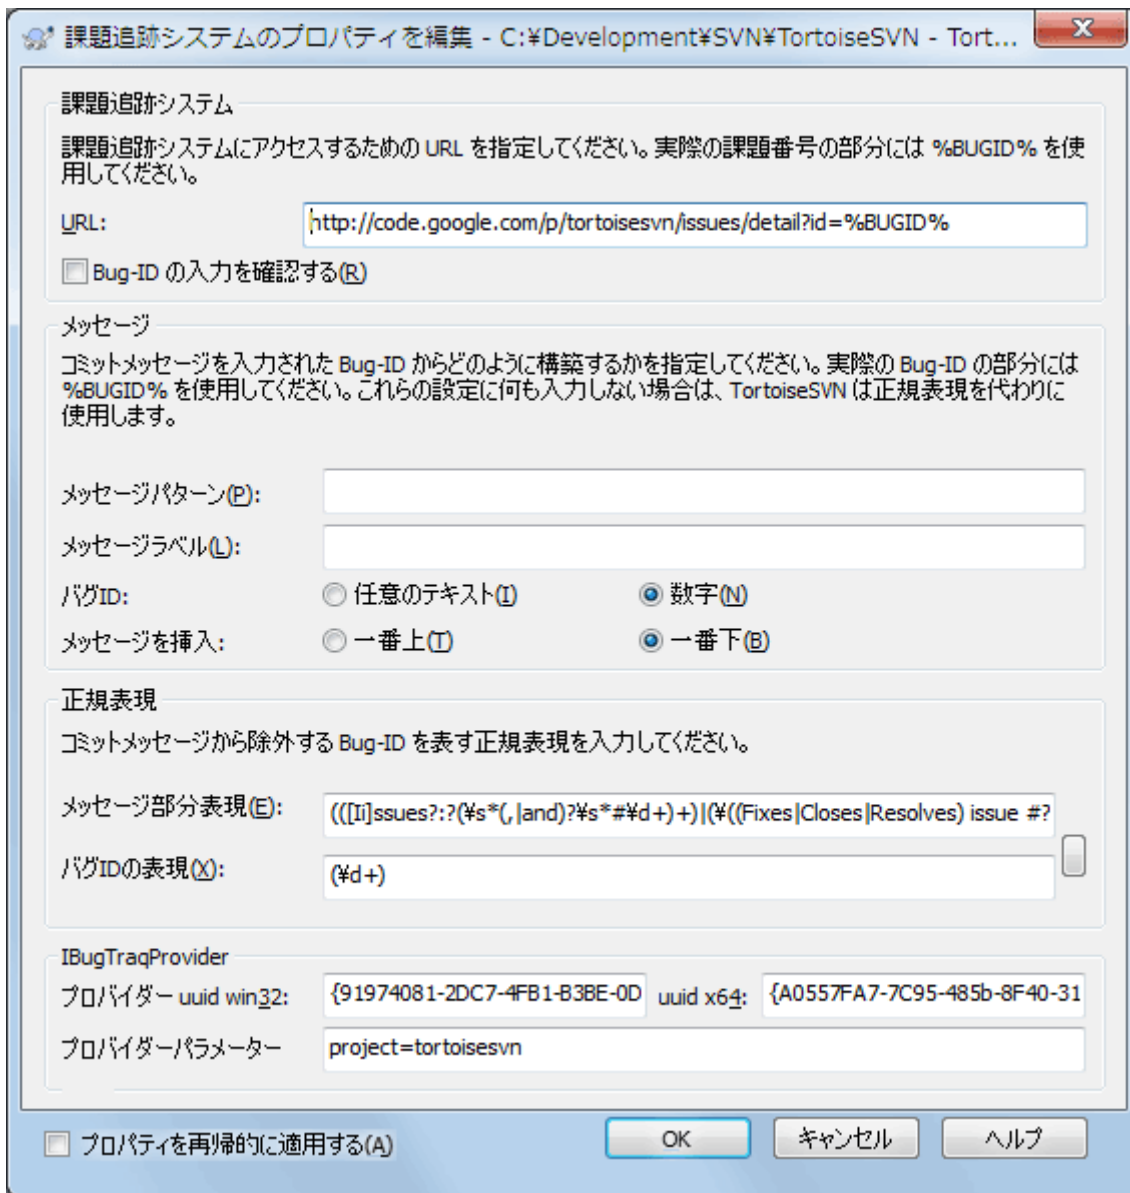 課題追跡システムのプロパティを編集 - C:¥Development¥SVN¥TortoiseSVN - Tort...
課題追跡システム
課題追跡システムにアクセスするための URL を指定してください。実際の課題番号の部分には %BUGID% を使
用してください。
URL: http://code.google.com/p/tortoisesvn/issues/detail?id=%BUGID%
Bug-ID の入力を確認する(R)
メッセージ
コミットメッセージを入力された Bug-ID からどのように構築するかを指定してください。実際の Bug-ID の部分には
%BUGID% を使用してください。これらの設定に何も入力しない場合は、TortoiseSVN は正規表現を代わりに
使用します。
メッセージパターン(P):
メッセージラベル(L):
バグID: 任意のテキスト(I) 数字(N)
メッセージを挿入: 一番上(T) 一番下(B)
正規表現
コミットメッセージから除外する Bug-ID を表す正規表現を入力してください。
メッセージ部分表現(E): (([Ii]ssues?:?(¥s*(,|and)?¥s*#¥d+)+)|(¥((Fixes|Closes|Resolves) issue #?
バグIDの表現(X): (¥d+)
IBugTraqProvider
プロバイダー uuid win32: {91974081-2DC7-4FB1-B3BE-0D uuid x64: {A0557FA7-7C95-485b-8F40-31
プロバイダーパラメーター project=tortoisesvn
プロパティを再帰的に適用する(A) OK キャンセル ヘルプ